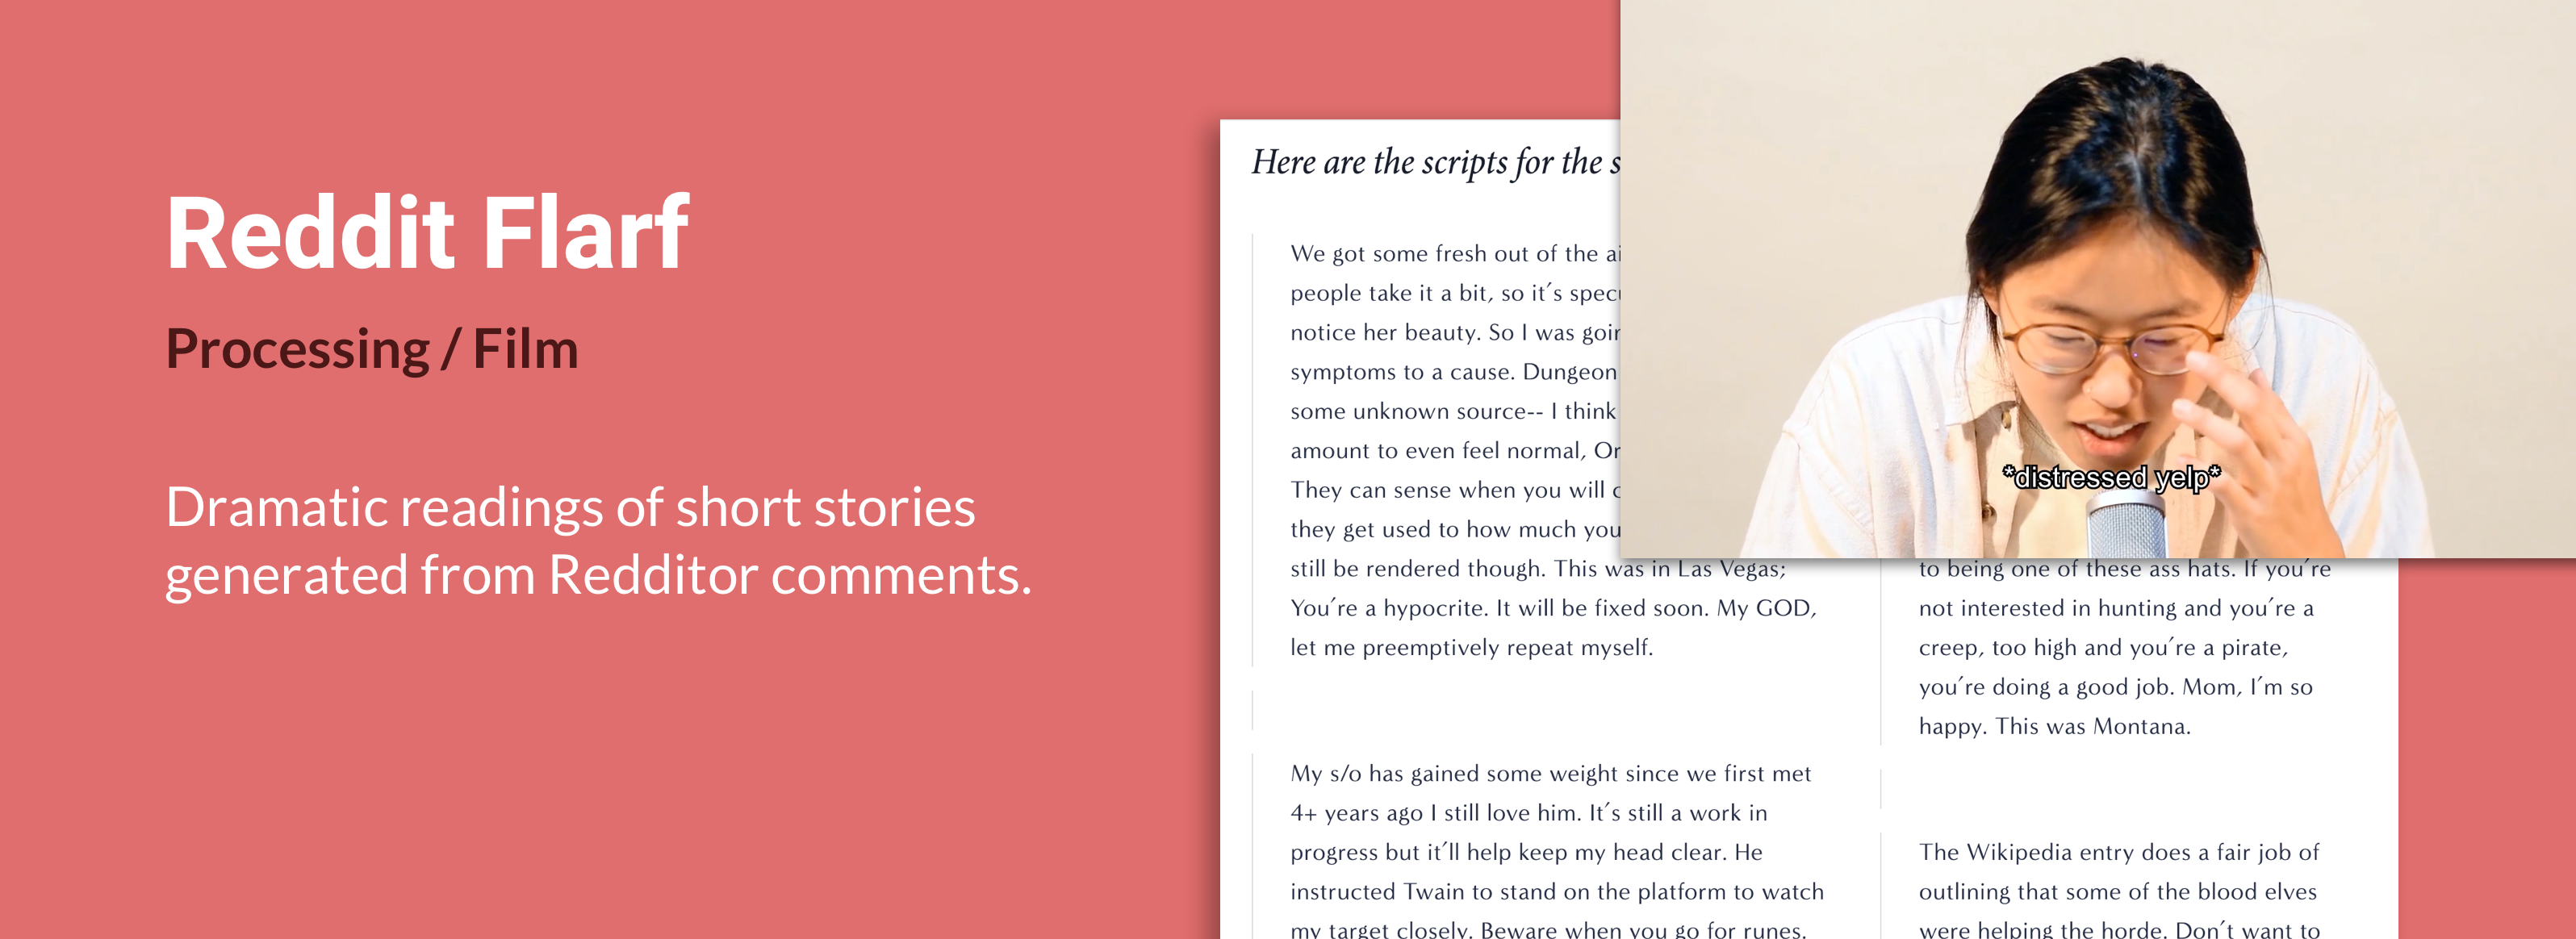 Reddit Flarf
Processing / Film
Dramatic readings of short stories
generated from Redditor comments.
Here are the scripts for the
We got some fresh out of the
people take it a bit, so it´s
notice her beauty. So I was
symptoms to a cause. Dungeon
some unknown source-- I think
amount to even feel normal,
They can sense when you will
they get used to how much you
still be rendered though. This was in Las Vegas;
You´re a hypocrite. It will be fixed soon. My GOD,
let me preemptively repeat myself.
My s/o has gained some weight since we first met
4+ years ago I still love him. It´s still a work in
progress but it´ll help keep my head clear. He
instructed Twain to stand on the platform to watch
my target closely. Beware when you go for runes.
*distressed yelp*
to being one of these ass hats. If you´re
not interested in hunting and you´re a
creep, too high and you´re a pirate,
you´re doing a good job. Mom, I´m so
happy. This was Montana.
The Wikipedia entry does a fair job of
outlining that some of the blood elves
were helping the horde. Don´t want to